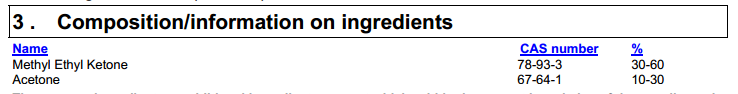 3 . Composition/information on ingredients
Name CAS number %
Methyl Ethyl Ketone 78-93-3 30-60
Acetone 67-64-1 10-30